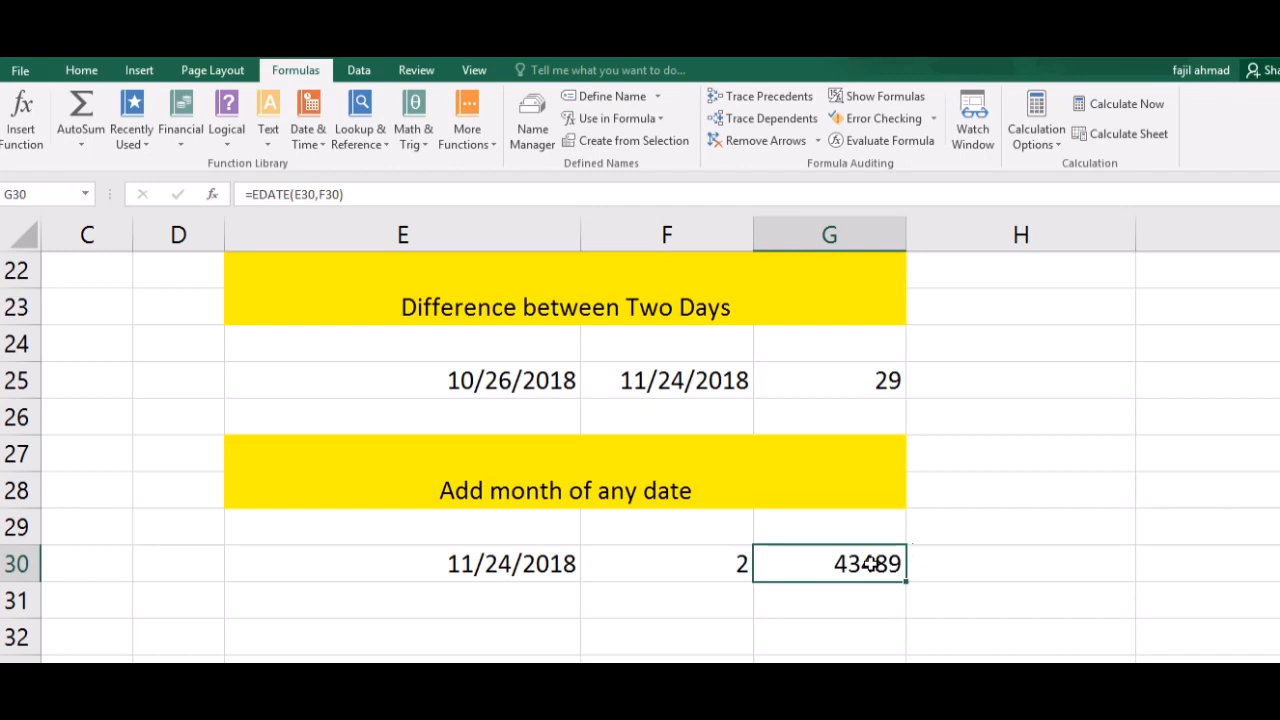 File Home Insert Page Layout Formulas Data Review View Tell me what you want to do... fajil ahmad Sha
fx Σ ? A θ
Insert Function AutoSum Recently Used Financial Logical Text Date & Time Lookup & Reference Math & Trig More Functions
Function Library
Name Manager
Define Name
Use in Formula
Create from Selection
Defined Names
Trace Precedents Show Formulas
Trace Dependents Error Checking
Remove Arrows Evaluate Formula
Formula Auditing
Watch Window
Calculation Options
Calculate Now
Calculate Sheet
Calculation
G30 fx =EDATE(E30,F30)
C D E F G H
22
23 Difference between Two Days
24
25 10/26/2018 11/24/2018 29
26
27
28 Add month of any date
29
30 11/24/2018 2
31
32